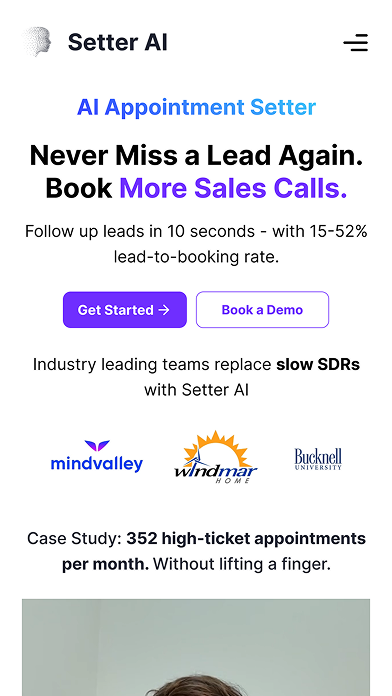 Setter AI
AI Appointment Setter
Never Miss a Lead Again.
Book More Sales Calls.
Follow up leads in 10 seconds - with 15-52%
lead-to-booking rate.
Get Started →
Book a Demo
Industry leading teams replace slow SDRs
with Setter AI
mindvalley
windmar
HOME
Bucknell
UNIVERSITY
Case Study: 352 high-ticket appointments
per month. Without lifting a finger.